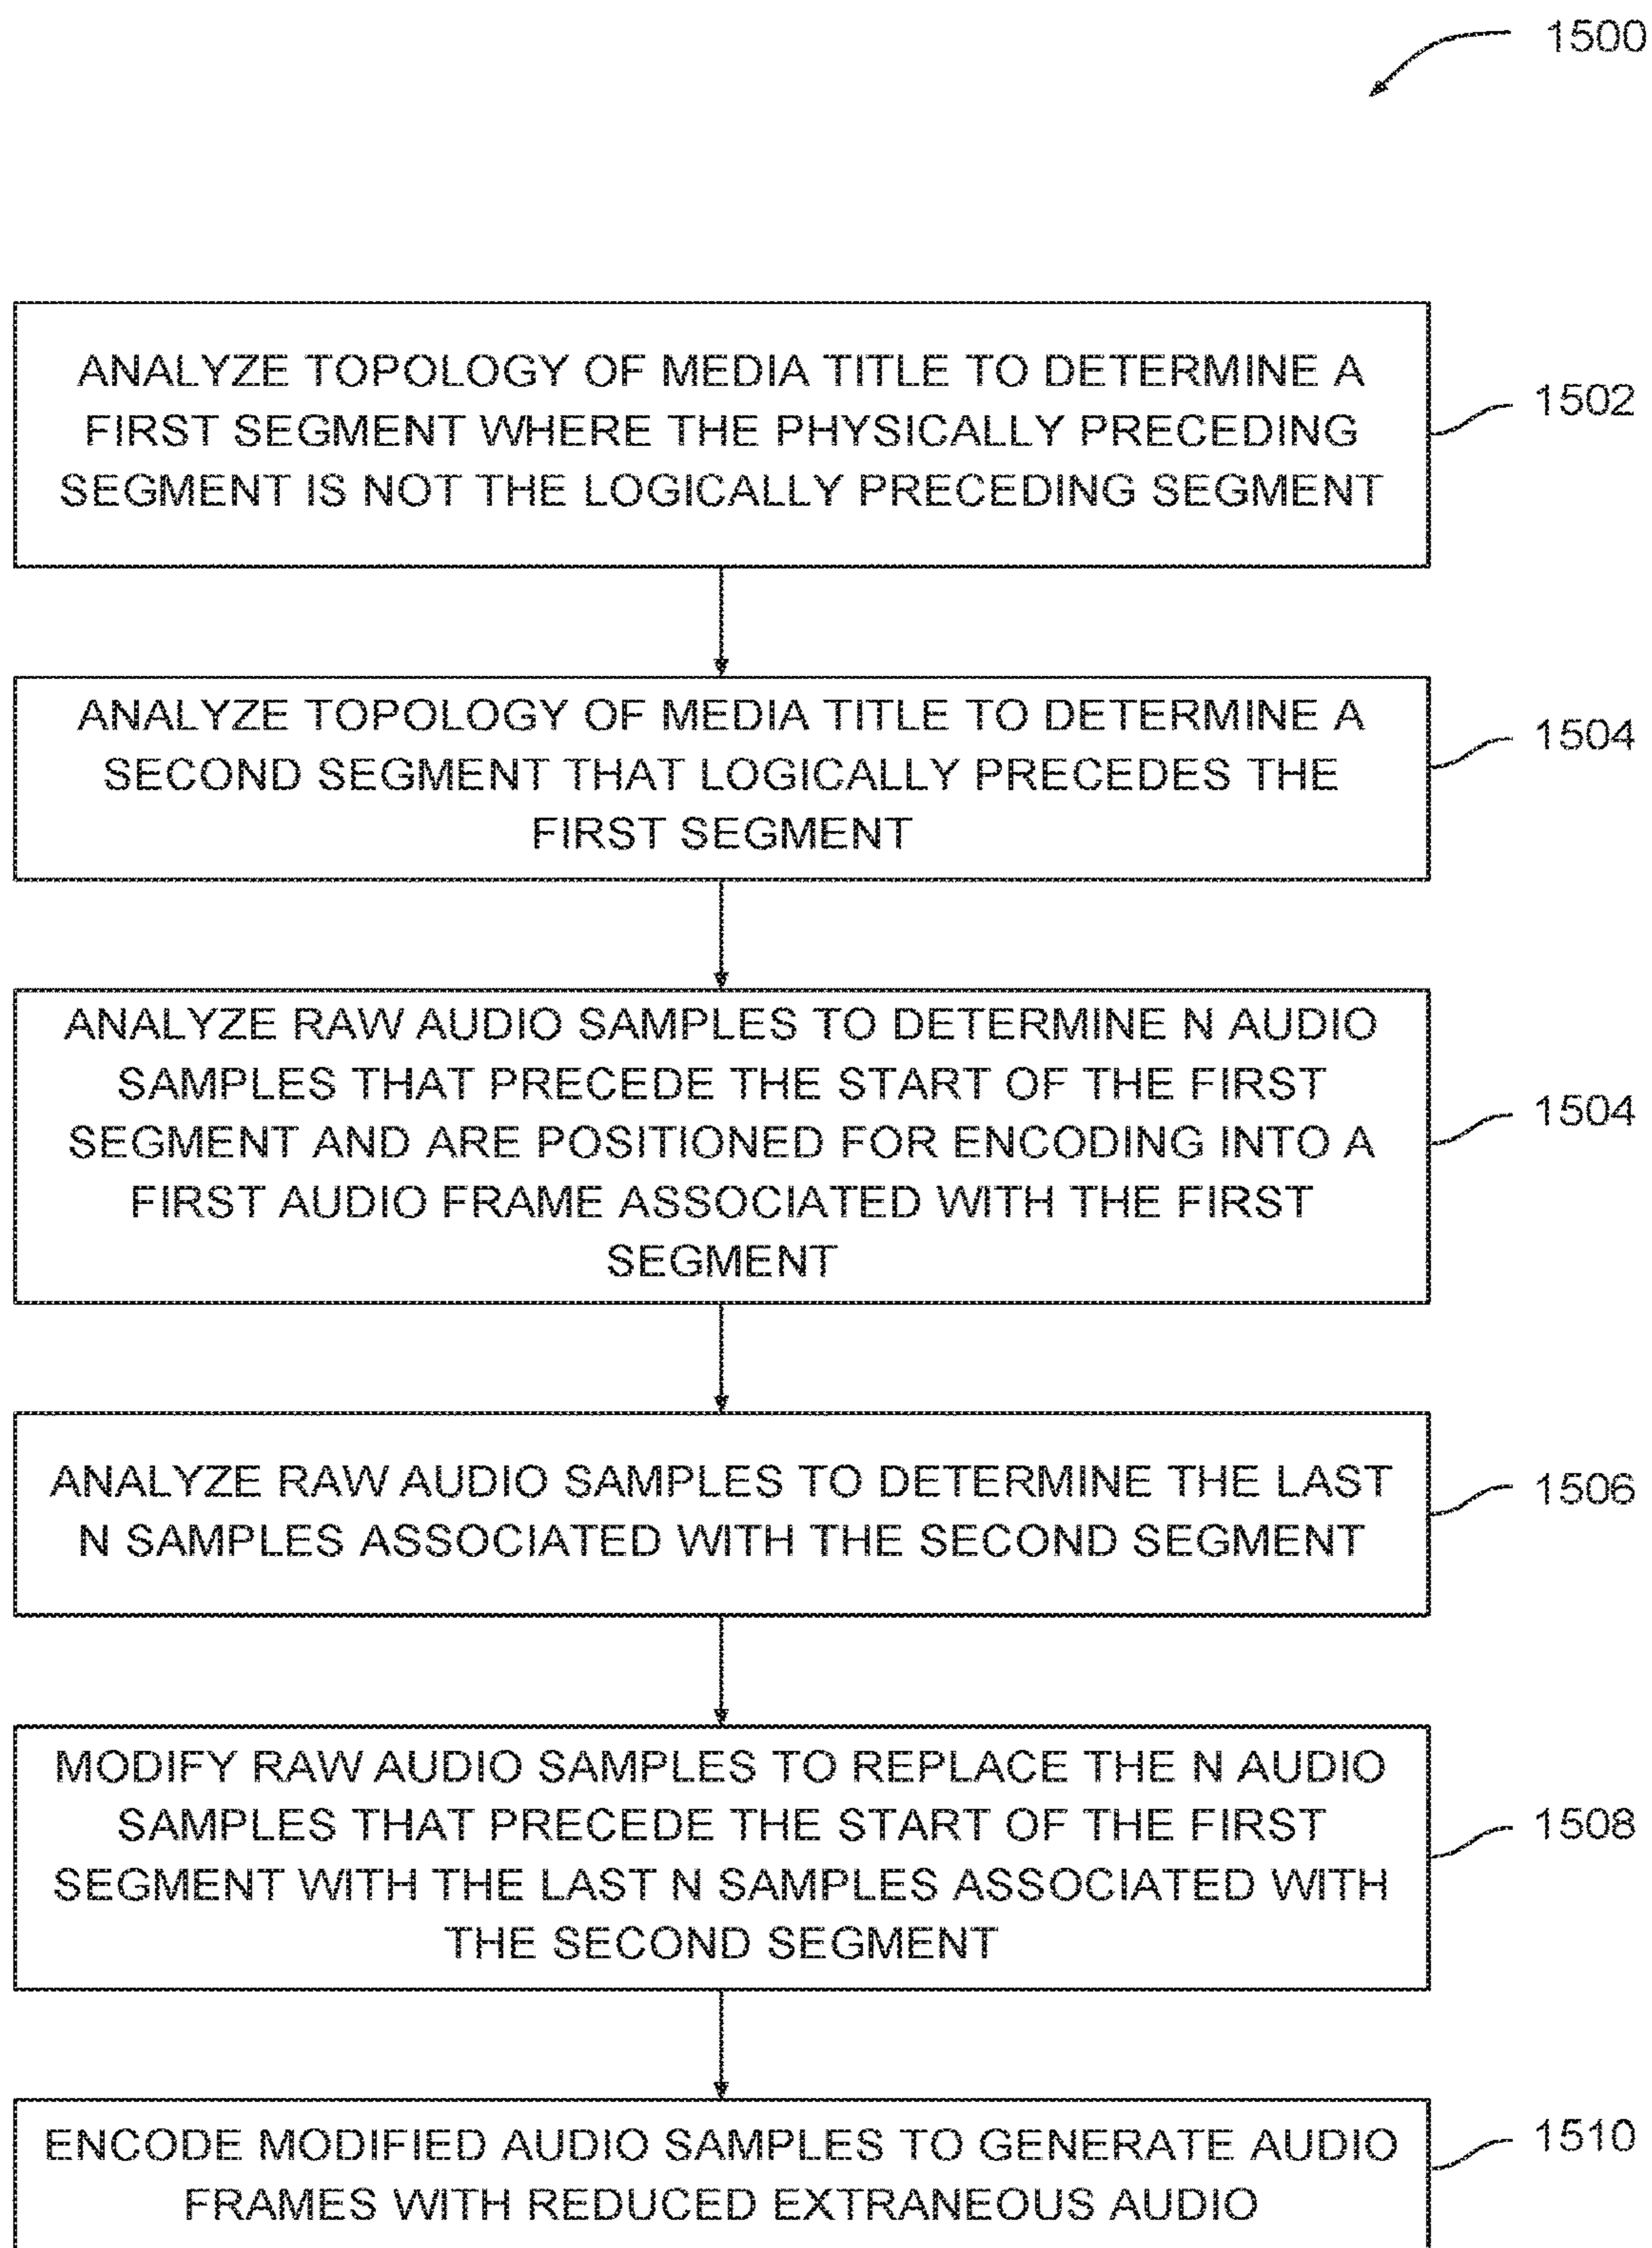 1500
ANALYZE TOPOLOGY OF MEDIA TITLE TO DETERMINE A
FIRST SEGMENT WHERE THE PHYSICALLY PRECEDING
SEGMENT IS NOT THE LOGICALLY PRECEDING SEGMENT
1502
ANALYZE TOPOLOGY OF MEDIA TITLE TO DETERMINE A
SECOND SEGMENT THAT LOGICALLY PRECEDES THE
FIRST SEGMENT
1504
ANALYZE RAW AUDIO SAMPLES TO DETERMINE N AUDIO
SAMPLES THAT PRECEDE THE START OF THE FIRST
SEGMENT AND ARE POSITIONED FOR ENCODING INTO A
FIRST AUDIO FRAME ASSOCIATED WITH THE FIRST
SEGMENT
1504
ANALYZE RAW AUDIO SAMPLES TO DETERMINE THE LAST
N SAMPLES ASSOCIATED WITH THE SECOND SEGMENT
1506
MODIFY RAW AUDIO SAMPLES TO REPLACE THE N AUDIO
SAMPLES THAT PRECEDE THE START OF THE FIRST
SEGMENT WITH THE LAST N SAMPLES ASSOCIATED WITH
THE SECOND SEGMENT
1508
ENCODE MODIFIED AUDIO SAMPLES TO GENERATE AUDIO
FRAMES WITH REDUCED EXTRANEOUS AUDIO
1510